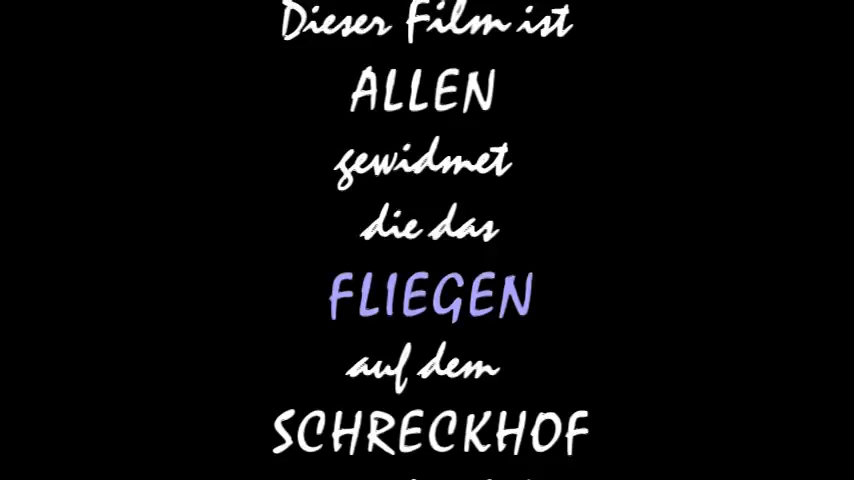 Dieser Film ist
ALLEN
gewidmet
die das
FLIEGEN
auf dem
SCHRECKHOF